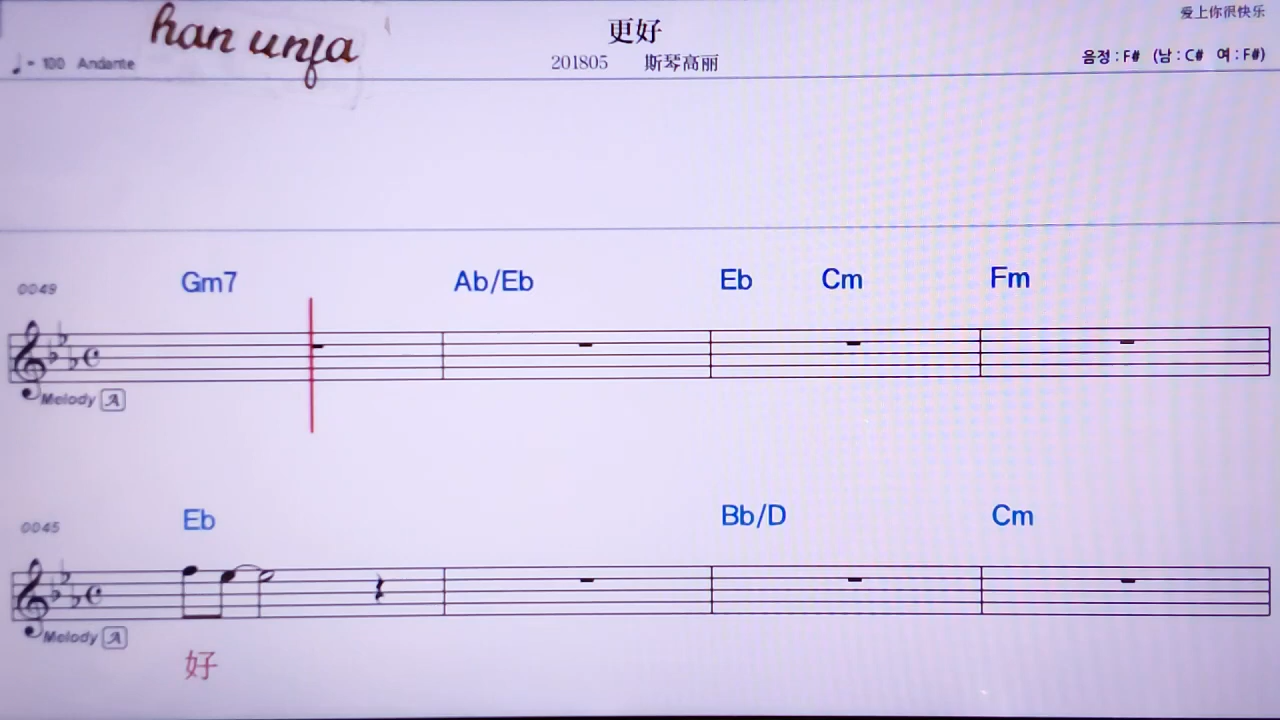 han unfa
更好
爱上你很快乐
♩= 100 Andante
201805 斯琴高丽
음정 : F# (남 : C# 여 : F#)
0049 Gm7 Ab/Eb Eb Cm Fm
Melody A
0045 Eb Bb/D Cm
Melody A
好